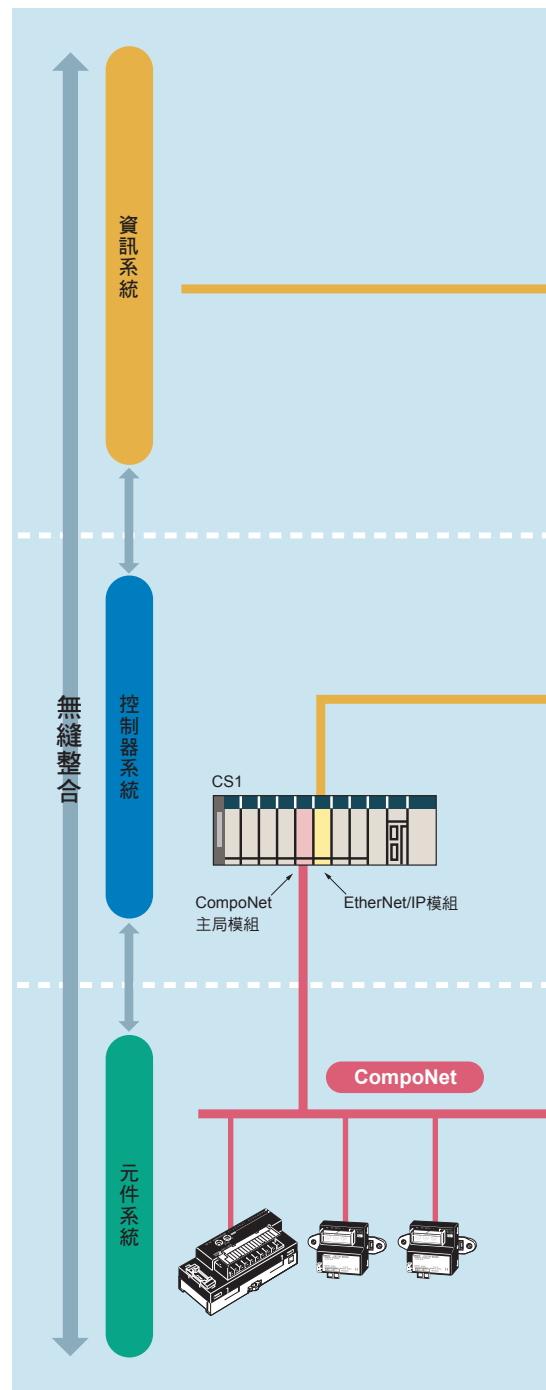 資訊系統
無縫整合
控制器系統
CS1
CompoNet
主局模組
EtherNet/IP模組
CompoNet
元件系統